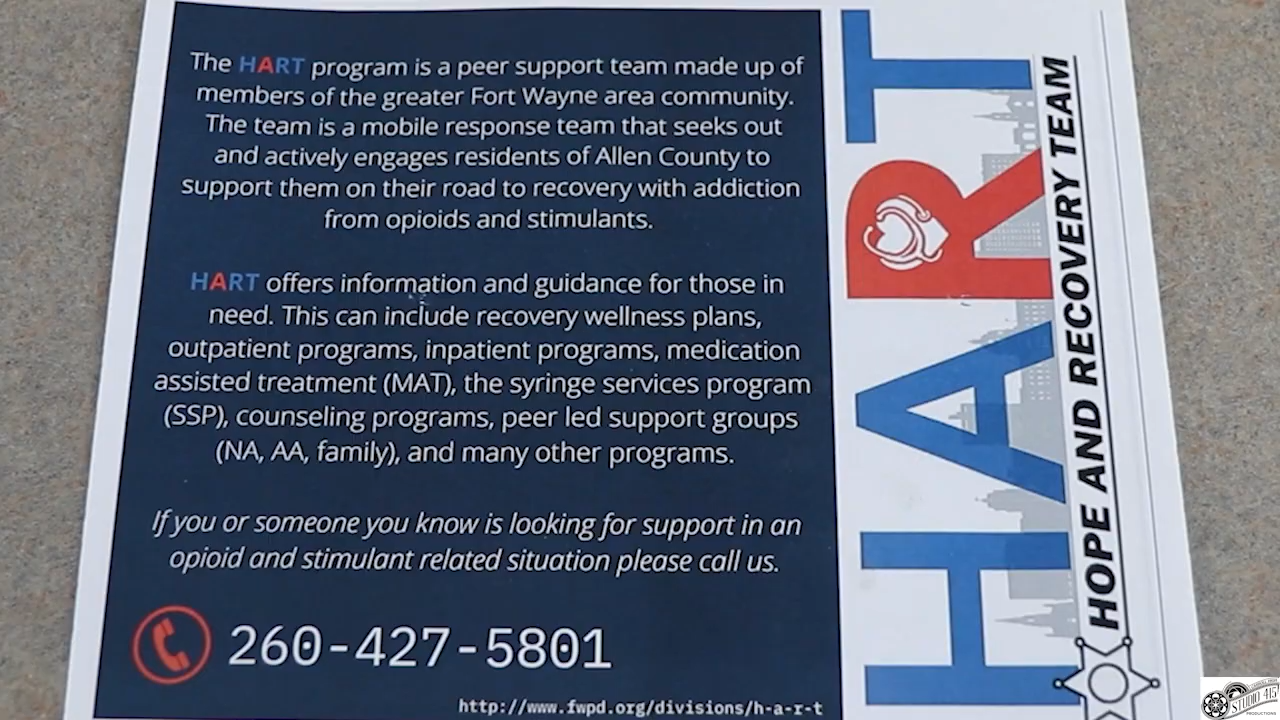 The HART program is a peer support team made up of
members of the greater Fort Wayne area community.
The team is a mobile response team that seeks out
and actively engages residents of Allen County to
support them on their road to recovery with addiction
from opioids and stimulants.
HART offers information and guidance for those in
need. This can include recovery wellness plans,
outpatient programs, inpatient programs, medication
assisted treatment (MAT), the syringe services program
(SSP), counseling programs, peer led support groups
(NA, AA, family), and many other programs.
If you or someone you know is looking for support in an
opioid and stimulant related situation please call us.
260-427-5801
http://www.fwpd.org/divisions/h-a-r-t
HART
HOPE AND RECOVERY TEAM
STUDIO 415
PRODUCTIONS